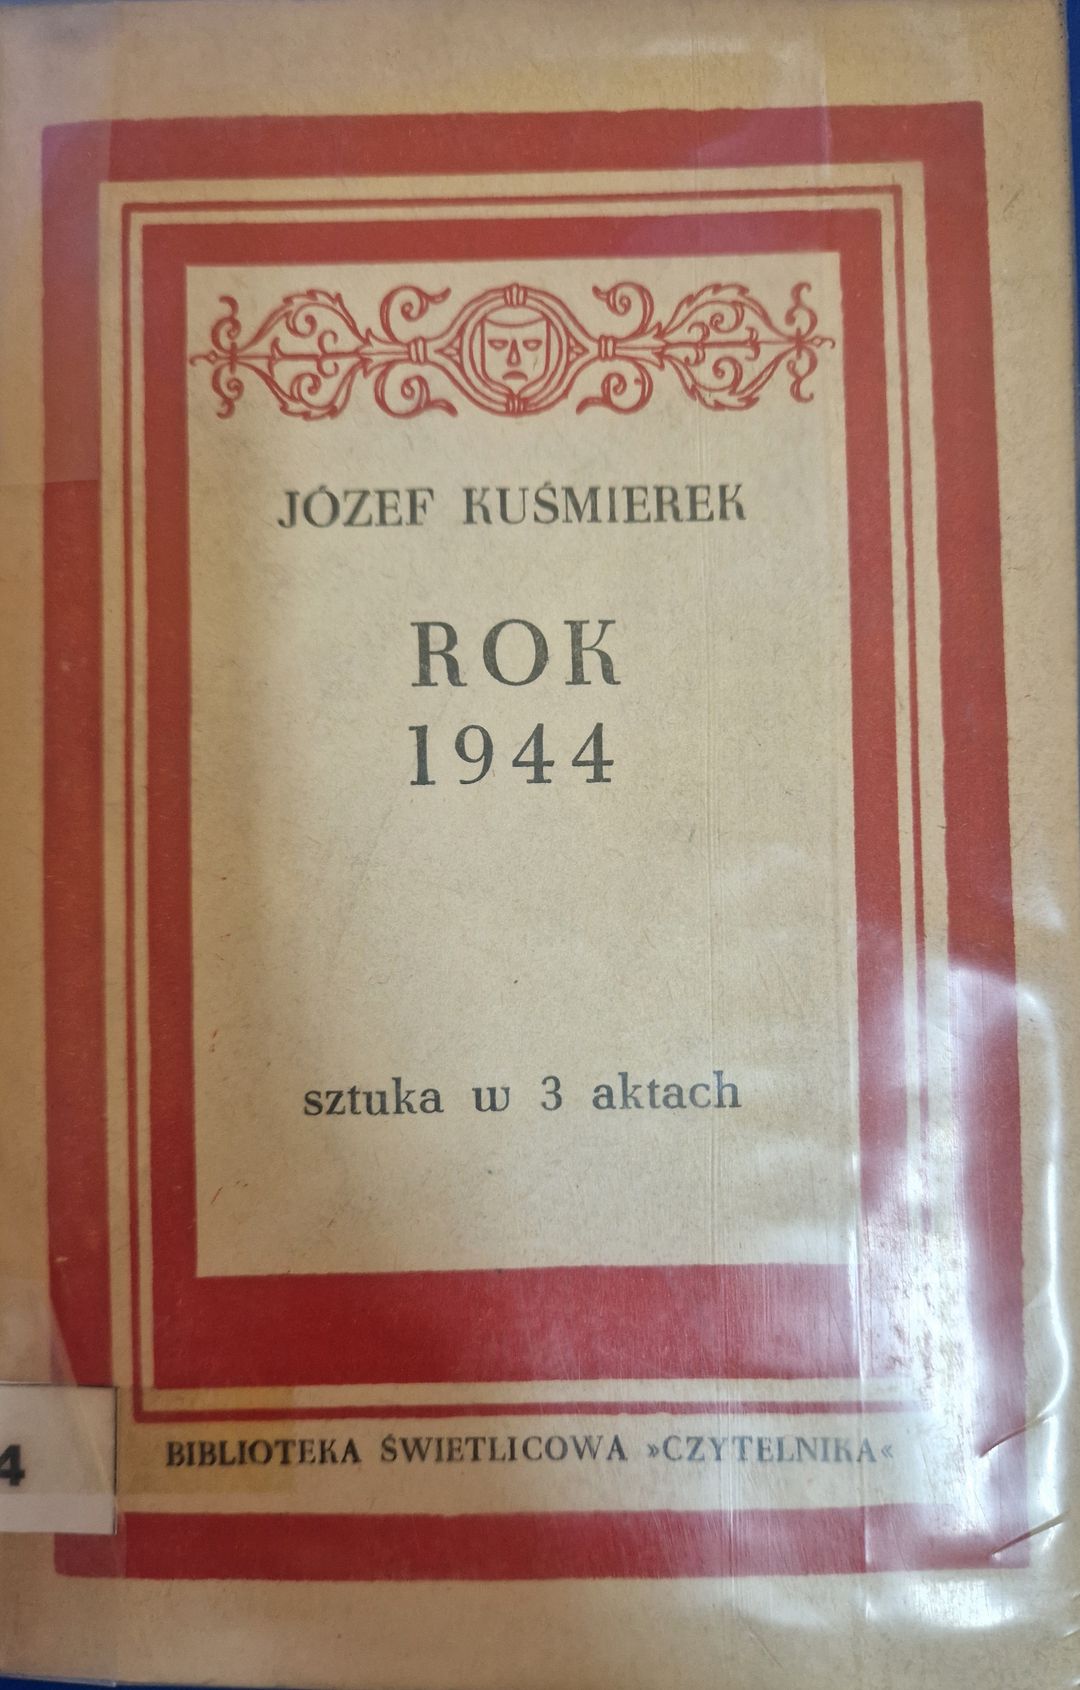 JÓZEF KUŚMIEREK
ROK
1944
sztuka w 3 aktach
BIBLIOTEKA ŚWIETLICOWA »CZYTELNIKA«
4